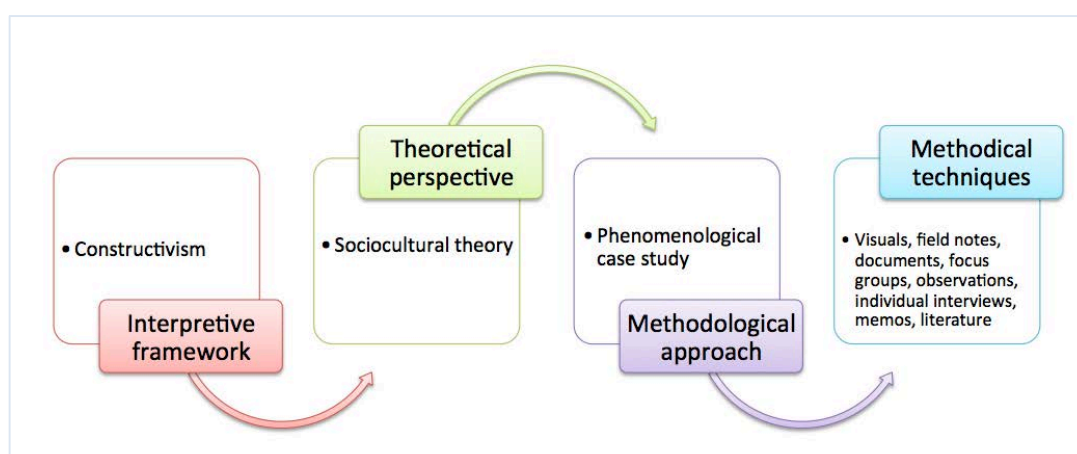 • Constructivism
Interpretive
framework
Theoretical
perspective
• Sociocultural theory
• Phenomenological
case study
Methodological
approach
Methodical
techniques
• Visuals, field notes,
documents, focus
groups, observations,
individual interviews,
memos, literature